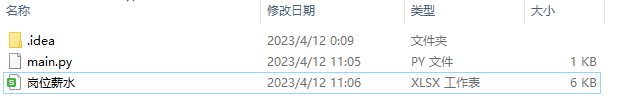 名称 修改日期 类型 大小
.idea 2023/4/12 0:09 文件夹
main.py 2023/4/12 11:05 PY 文件 1 KB
岗位薪水 2023/4/12 11:06 XLSX 工作表 6 KB